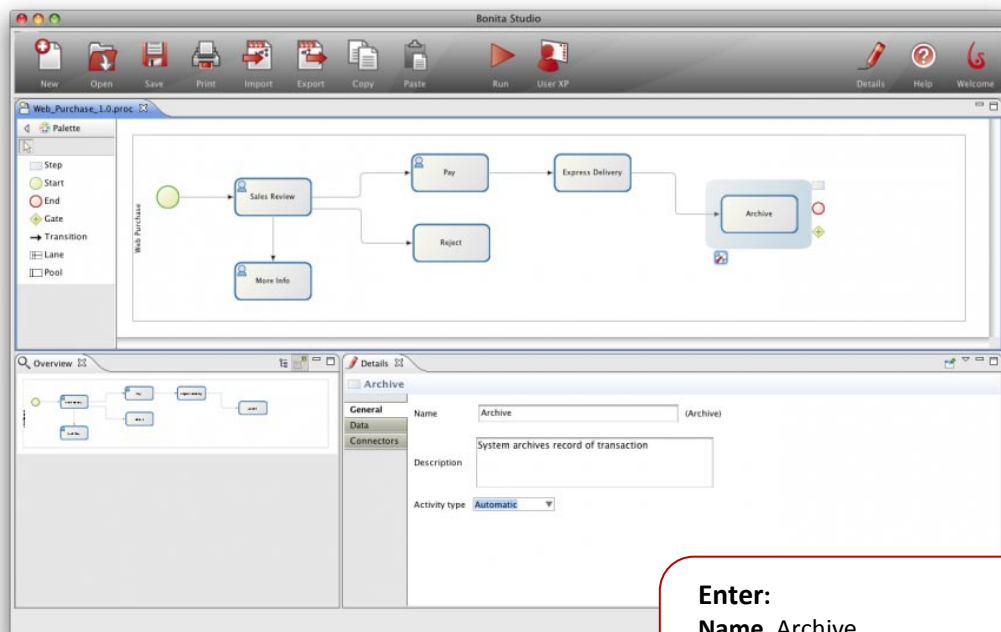 Bonita Studio
New Open Save Print Import Export Copy Paste Run User XP Details Help Welcome
Web_Purchase_1.0.proc
Palette
Step
Start
End
Gate
Transition
Lane
Pool
Web Purchase
Sales Review
Pay
Express Delivery
Archive
Reject
More Info
Overview
Details
Archive
General
Data
Connectors
Name Archive (Archive)
Description System archives record of transaction
Activity type Automatic
Enter:
Name Archive